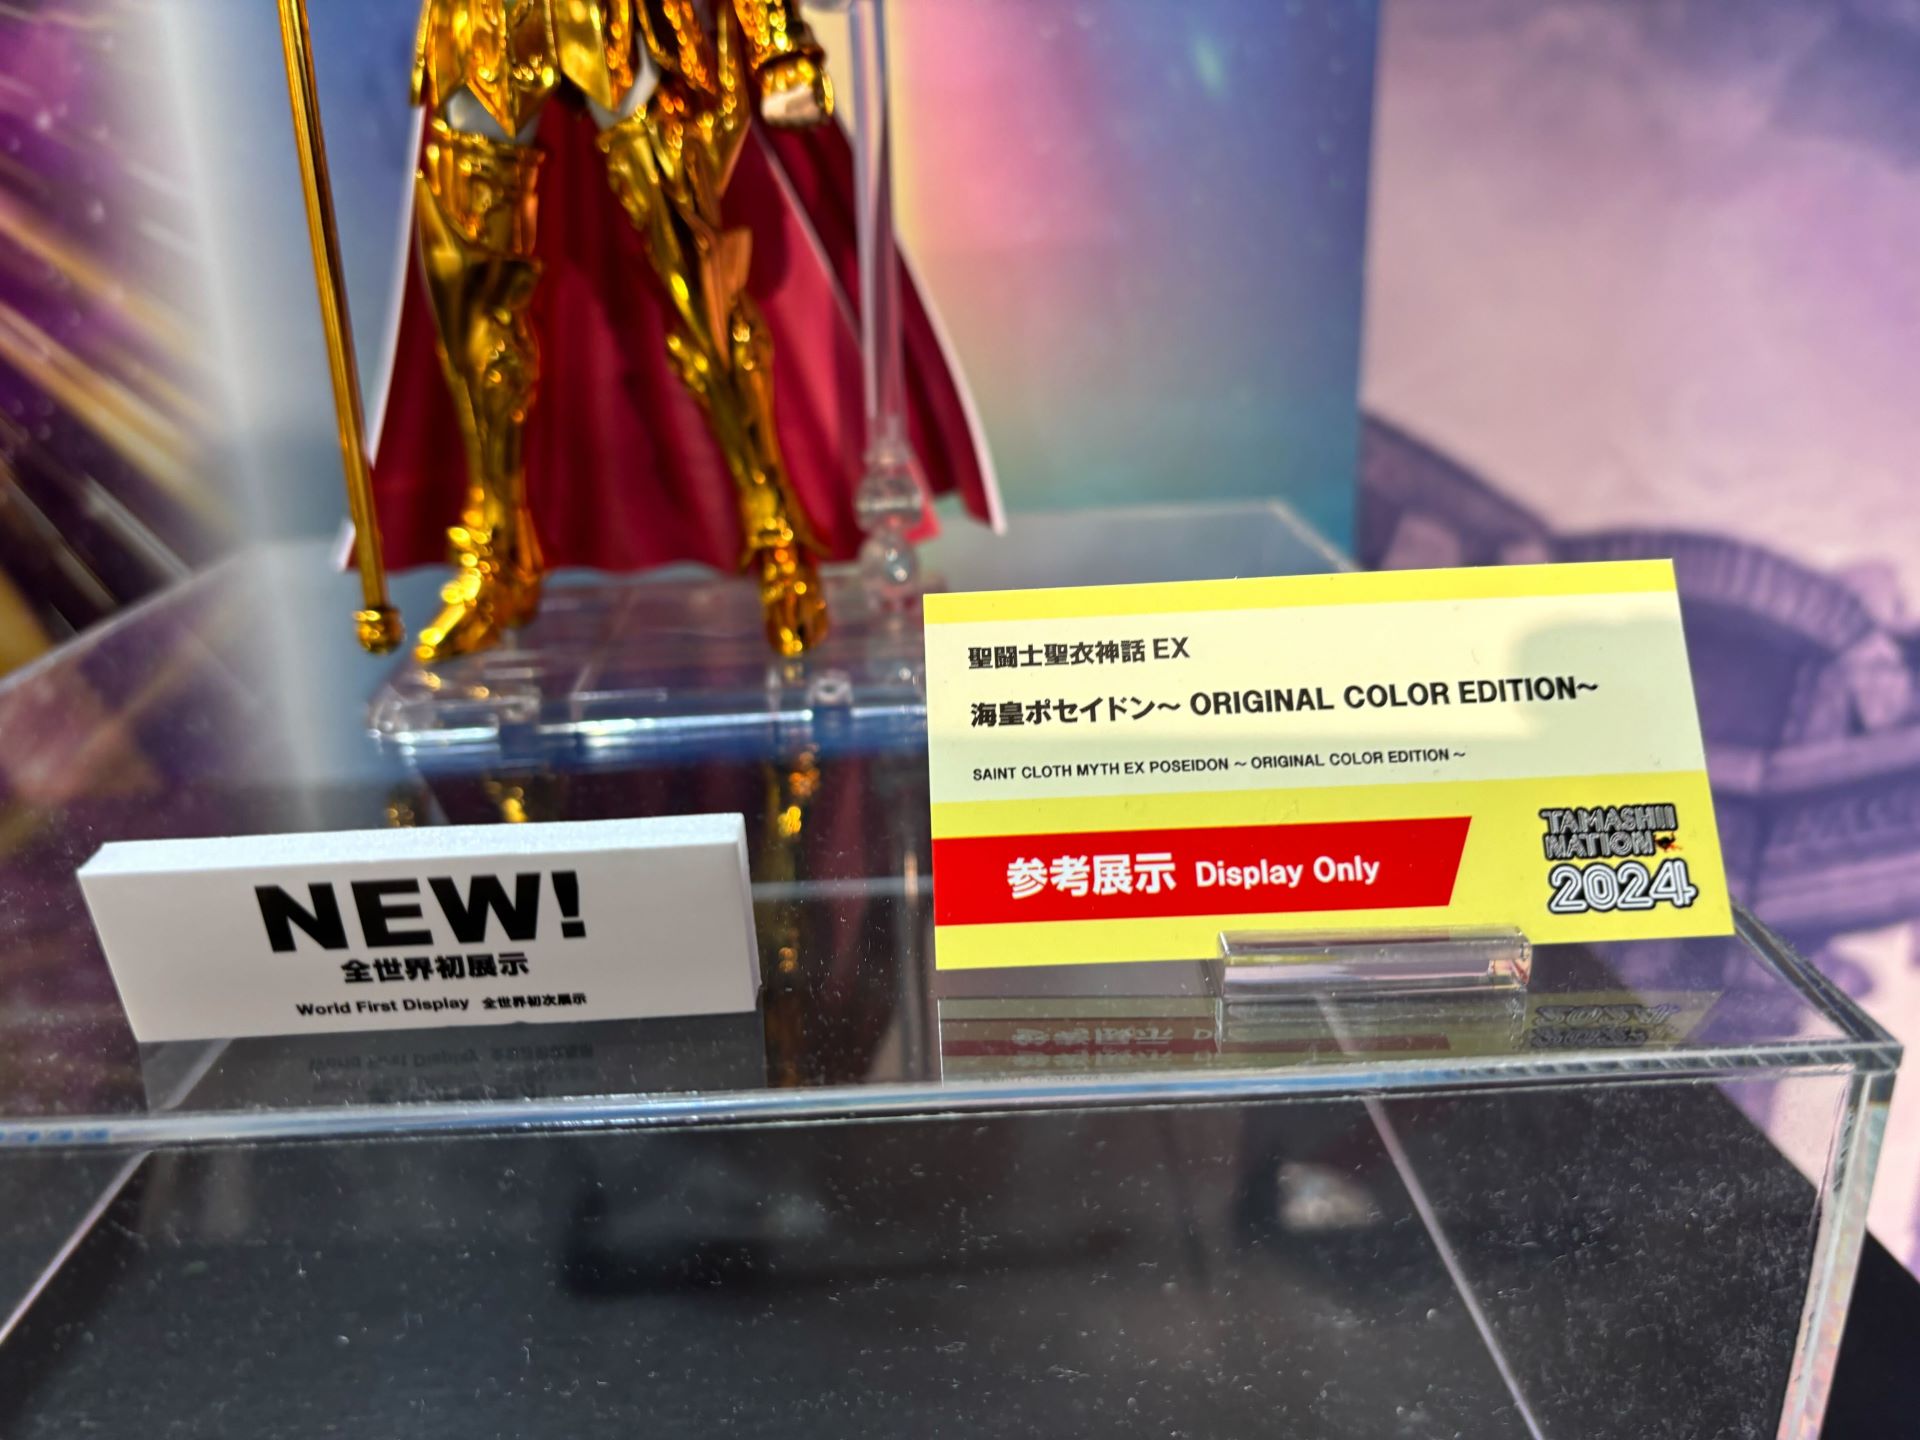 聖闘士聖衣神話 EX
海皇ポセイドン～ ORIGINAL COLOR EDITION～
SAINT CLOTH MYTH EX POSEIDON ～ ORIGINAL COLOR EDITION ～
参考展示 Display Only
TAMASHII
NATION
2024
NEW!
全世界初展示
World First Display 全世界初次展示